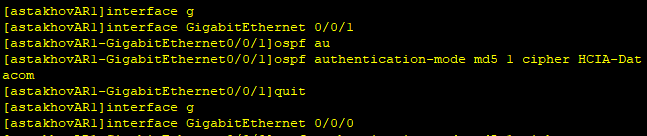 [astakhovAR1]interface g
[astakhovAR1]interface GigabitEthernet 0/0/1
[astakhovAR1-GigabitEthernet0/0/1]ospf au
[astakhovAR1-GigabitEthernet0/0/1]ospf authentication-mode md5 1 cipher HCIA-Dat
acom
[astakhovAR1-GigabitEthernet0/0/1]quit
[astakhovAR1]interface g
[astakhovAR1]interface GigabitEthernet 0/0/0